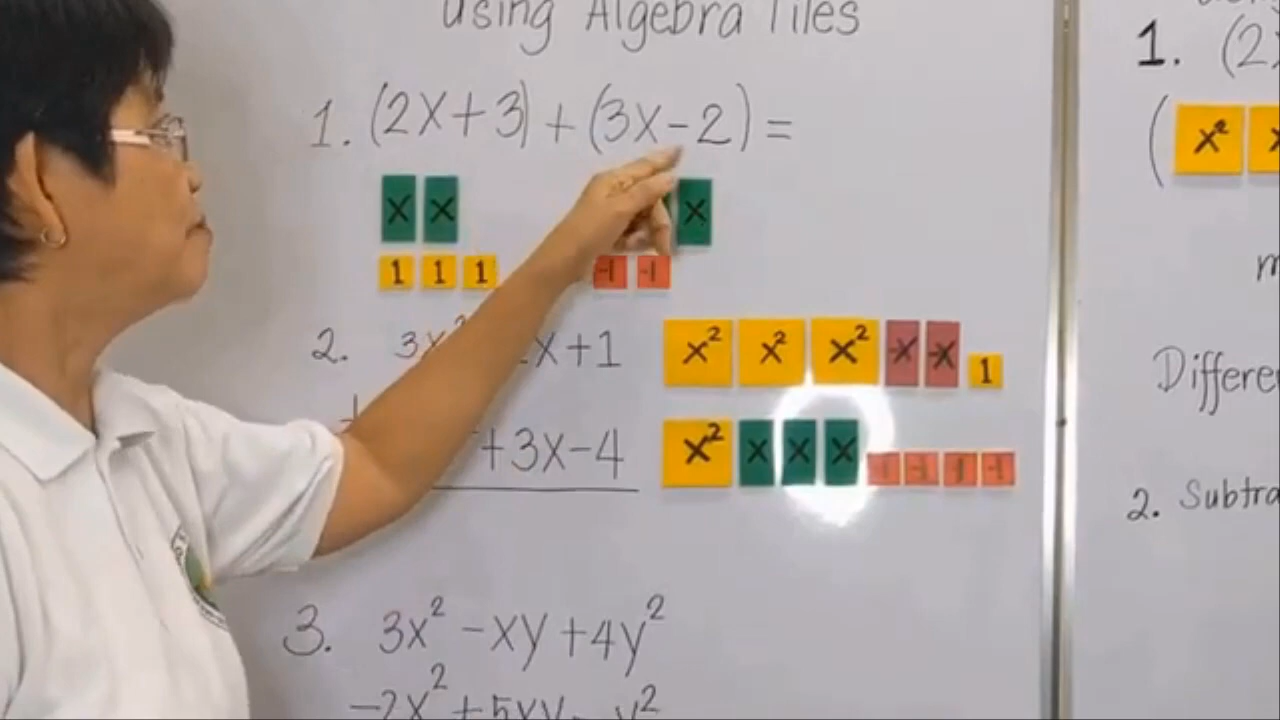 using Algebra Tiles
1. (2x+3) + (3x-2) =
x x x
1 1 1 -1 -1
2. 3x² x+1 x² x² x² -x -x 1
+ +3x-4 x² x x x -1 -1 -1 -1
3. 3x² -xy +4y²
-2x² +5xy- y²
1. (2x
( x²
2. Subtra